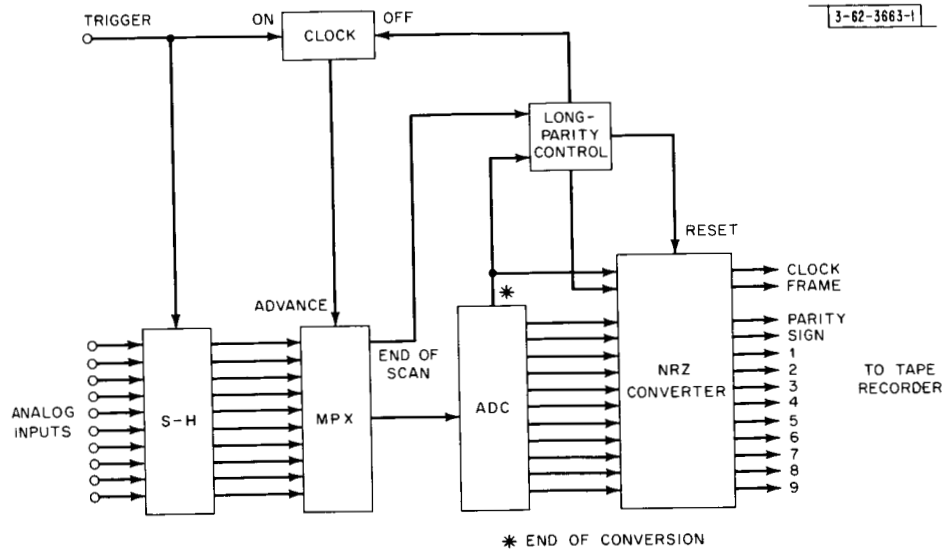 3-62-3663-1
TRIGGER
ON
CLOCK
OFF
LONG-
PARITY
CONTROL
RESET
ADVANCE
END OF
SCAN
*
ANALOG
INPUTS
S-H
MPX
ADC
NRZ
CONVERTER
CLOCK
FRAME
PARITY
SIGN
1
2
3
4
5
6
7
8
9
TO TAPE
RECORDER
* END OF CONVERSION